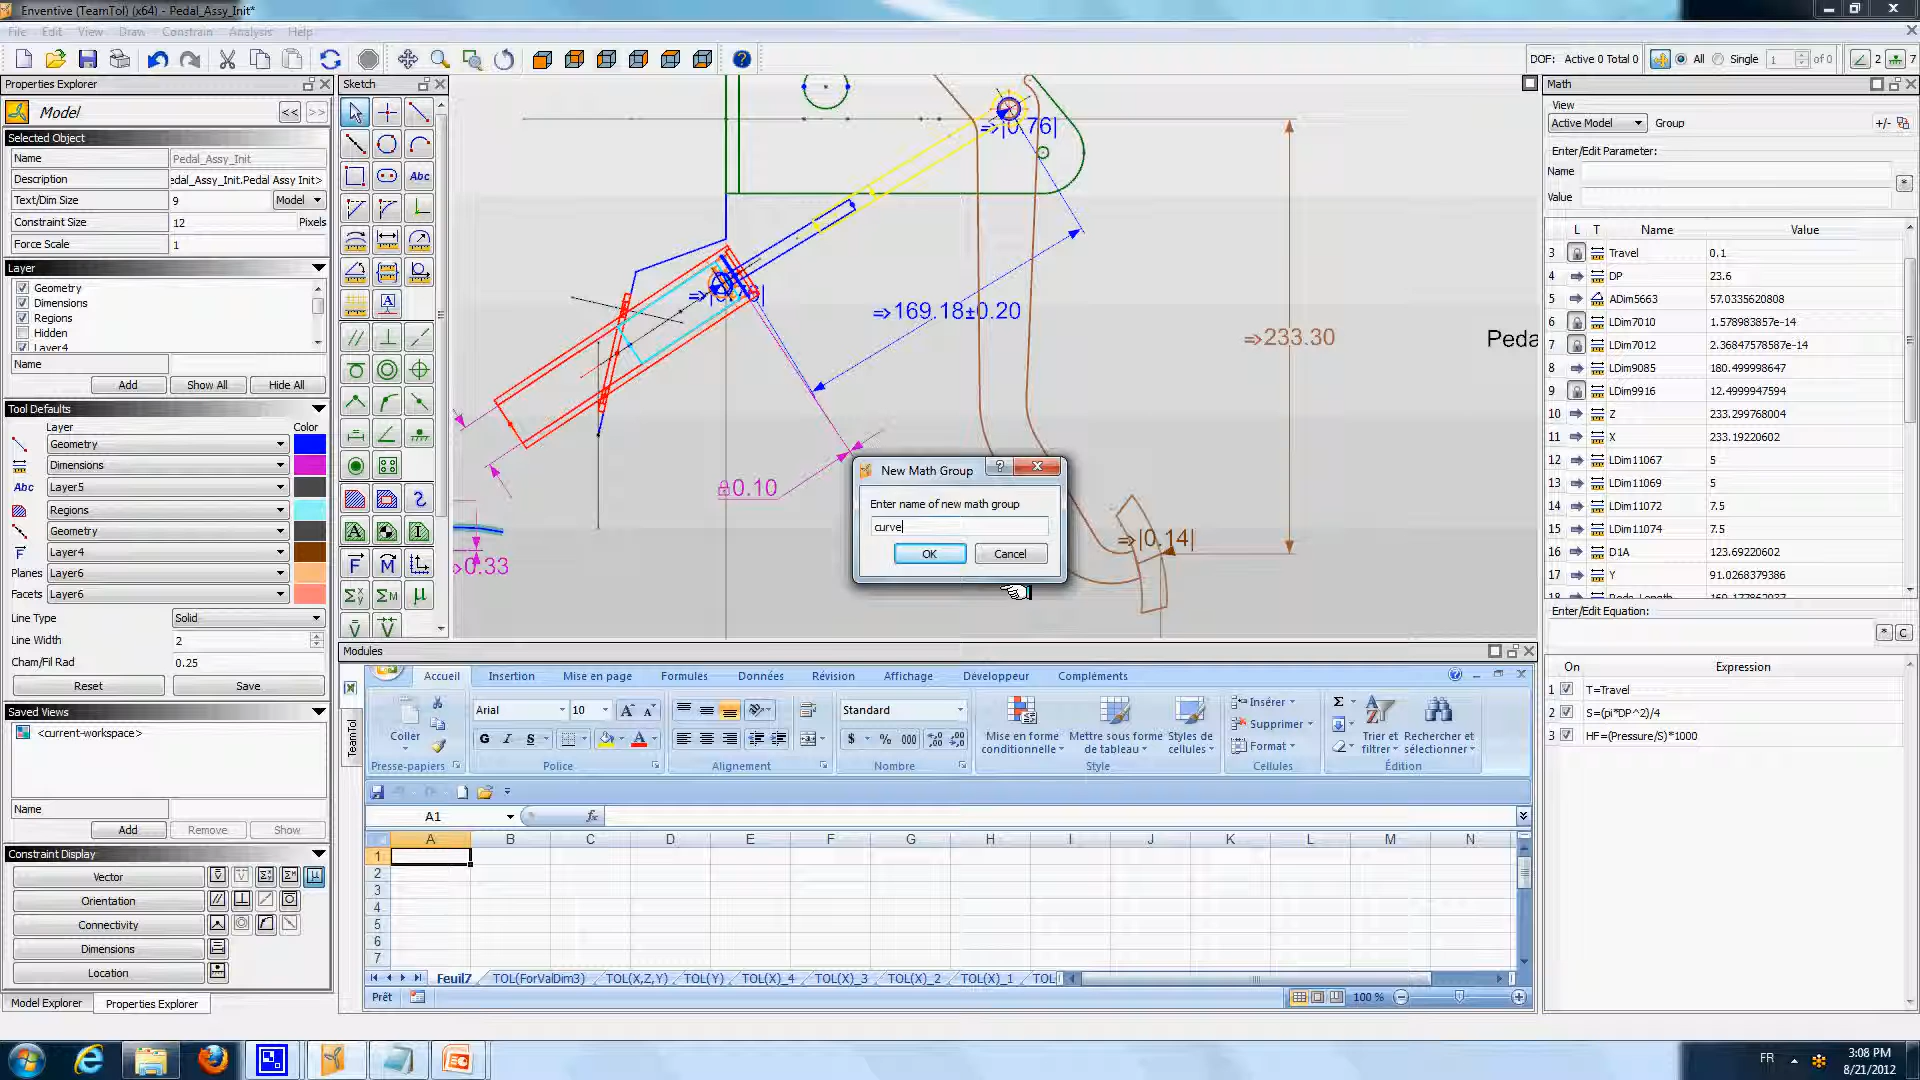 Enventive (TeamTol) (x64) - Pedal_Assy_Init*
File Edit View Draw Constrain Analysis Help
DOF: Active 0 Total 0 All Single 1 of 0 2 7
Properties Explorer
Model << >>
Selected Object
Name Pedal_Assy_Init
Description edal_Assy_Init.Pedal Assy Init>
Text/Dim Size 9 Model
Constraint Size 12 Pixels
Force Scale 1
Layer
Geometry
Dimensions
Regions
Hidden
Layer4
Name
Add Show All Hide All
Tool Defaults
Layer Color
Geometry
Dimensions
Abc Layer5
Regions
Geometry
F Layer4
Planes Layer6
Facets Layer6
Line Type Solid
Line Width 2
Cham/Fil Rad 0.25
Reset Save
Saved Views
<current-workspace>
Name
Add Remove Show
Constraint Display
Vector
Orientation
Connectivity
Dimensions
Location
Model Explorer Properties Explorer
Sketch
Abc
=>|0.76|
=>169.18±0.20
=>233.30
Peda
0.10
=>|0.14|
>0.33
New Math Group
Enter name of new math group
curve
OK Cancel
Math
View
Active Model Group +/-
Enter/Edit Parameter:
Name
Value
L T Name Value
3 Travel 0.1
4 DP 23.6
5 ADim5663 57.0335620808
6 LDim7010 1.578983857e-14
7 LDim7012 2.36847578587e-14
8 LDim9085 180.499998647
9 LDim9916 12.4999947594
10 Z 233.299768004
11 X 233.19220602
12 LDim11067 5
13 LDim11069 5
14 LDim11072 7.5
15 LDim11074 7.5
16 D1A 123.69220602
17 Y 91.0268379386
Enter/Edit Equation:
* C
On Expression
1 T=Travel
2 S=(pi*DP^2)/4
3 HF=(Pressure/S)*1000
Modules
TeamTol
Accueil Insertion Mise en page Formules Données Révision Affichage Développeur Compléments
Coller
Arial 10
G I S
Standard
$ % 000
Mise en forme conditionnelle
Mettre sous forme de tableau
Styles de cellules
Insérer
Supprimer
Format
Trier et filtrer
Rechercher et sélectionner
Presse-papiers Police Alignement Nombre Style Cellules Édition
A1 fx
A B C D E F G H I J K L M N
1
2
3
4
5
6
7
Feuil7 TOL(ForValDim3) TOL(X,Z,Y) TOL(Y) TOL(X)_4 TOL(X)_3 TOL(X)_2 TOL(X)_1 TOL
Prêt 100 %
FR 3:08 PM
8/21/2012